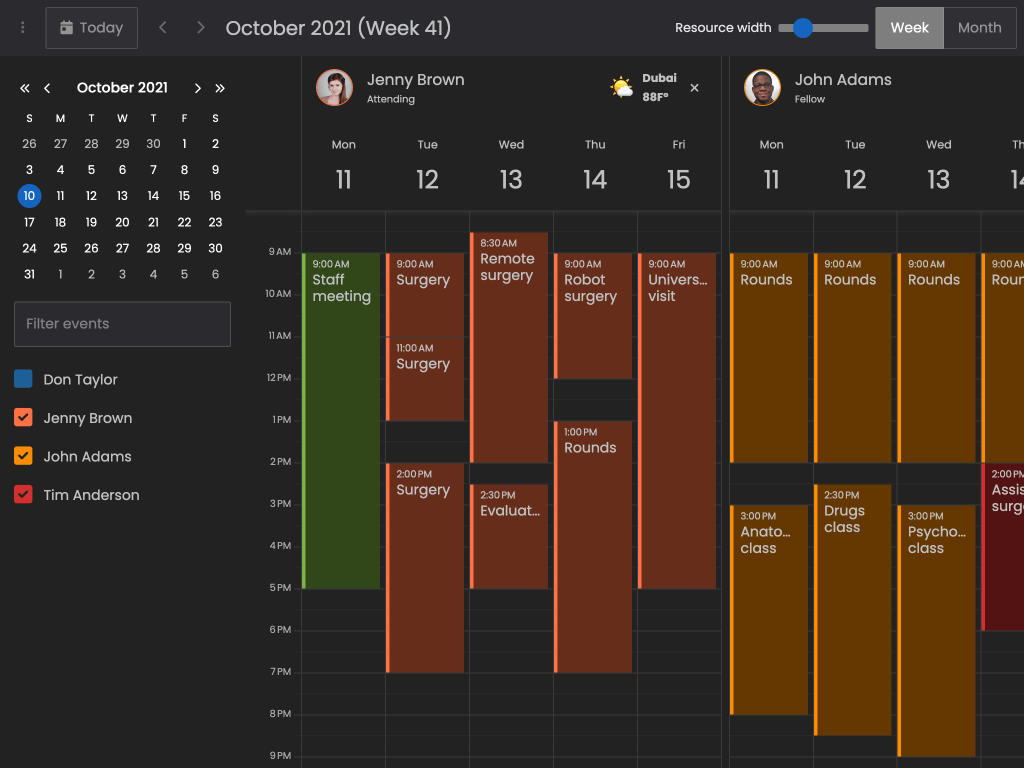 Today
October 2021 (Week 41)
Resource width
Week
Month
October 2021
S M T W T F S
26 27 28 29 30 1 2
3 4 5 6 7 8 9
10 11 12 13 14 15 16
17 18 19 20 21 22 23
24 25 26 27 28 29 30
31 1 2 3 4 5 6
Filter events
Don Taylor
Jenny Brown
John Adams
Tim Anderson
Jenny Brown
Attending
Dubai
88F°
John Adams
Fellow
Mon Tue Wed Thu Fri
11 12 13 14 15
Mon Tue Wed Th
11 12 13 14
9 AM
10 AM
11 AM
12 PM
1 PM
2 PM
3 PM
4 PM
5 PM
6 PM
7 PM
8 PM
9 PM
9:00 AM
Staff
meeting
9:00 AM
Surgery
11:00 AM
Surgery
2:00 PM
Surgery
8:30 AM
Remote
surgery
2:30 PM
Evaluat...
9:00 AM
Robot
surgery
1:00 PM
Rounds
9:00 AM
Univers...
visit
9:00 AM
Rounds
3:00 PM
Anato...
class
9:00 AM
Rounds
2:30 PM
Drugs
class
9:00 AM
Rounds
3:00 PM
Psycho...
class
9:00 A
Roun
2:00 P
Assis
surg